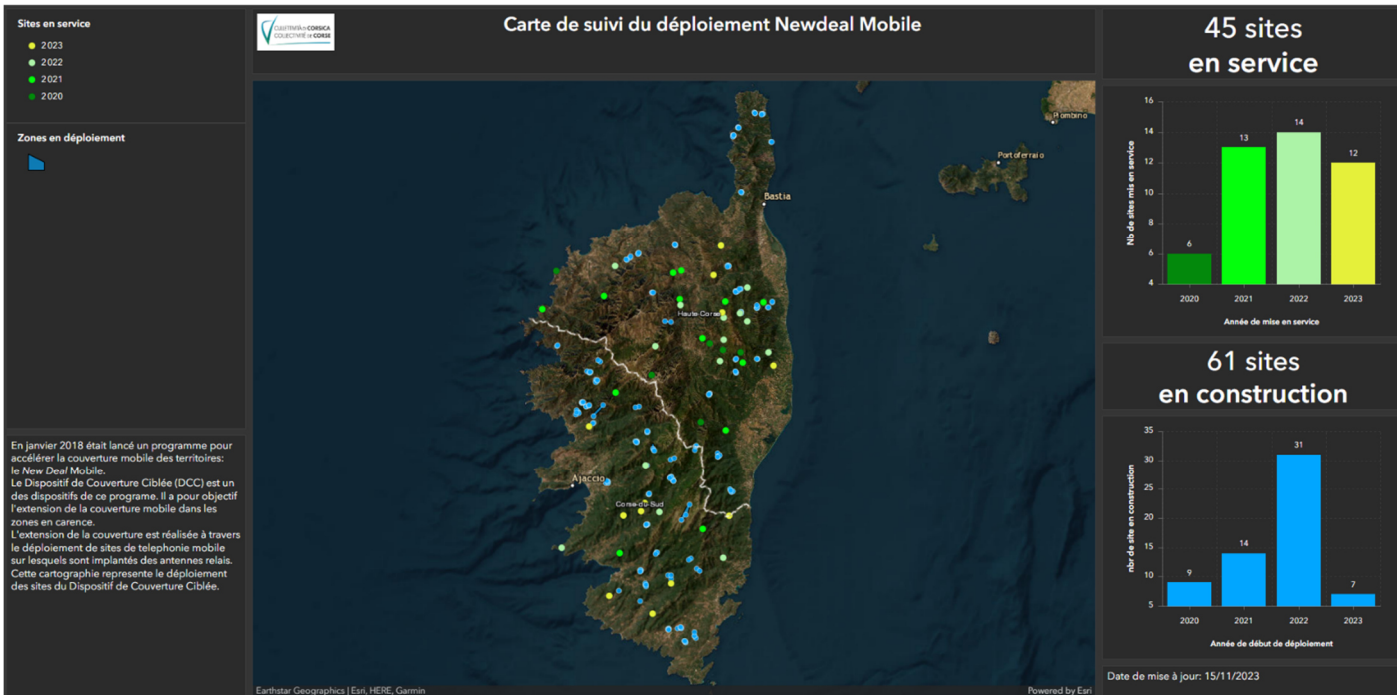 Sites en service
2023
2022
2021
2020
Zones en déploiement
En janvier 2018 était lancé un programme pour
accélérer la couverture mobile des territoires:
le New Deal Mobile.
Le Dispositif de Couverture Ciblée (DCC) est un
des dispositifs de ce programe. Il a pour objectif
l'extension de la couverture mobile dans les
zones en carence.
L'extension de la couverture est réalisée à travers
le déploiement de sites de telephonie mobile
sur lesquels sont implantés des antennes relais.
Cette cartographie represente le déploiement
des sites du Dispositif de Couverture Ciblée.
CULLETTIVITÀ DI CORSICA
COLLECTIVITÉ DE CORSE
Carte de suivi du déploiement Newdeal Mobile
Piombino
Portoferraio
Bastia
Haute-Corse
Ajaccio
Corse-du-Sud
Earthstar Geographics | Esri, HERE, Garmin
Powered by Esri
45 sites
en service
Nb de sites mis en service
16
14
12
10
8
6
4
6
13
14
12
2020
2021
2022
2023
Année de mise en service
61 sites
en construction
nbr de site en construction
35
30
25
20
15
10
5
9
14
31
7
2020
2021
2022
2023
Année de début de déploiement
Date de mise à jour: 15/11/2023